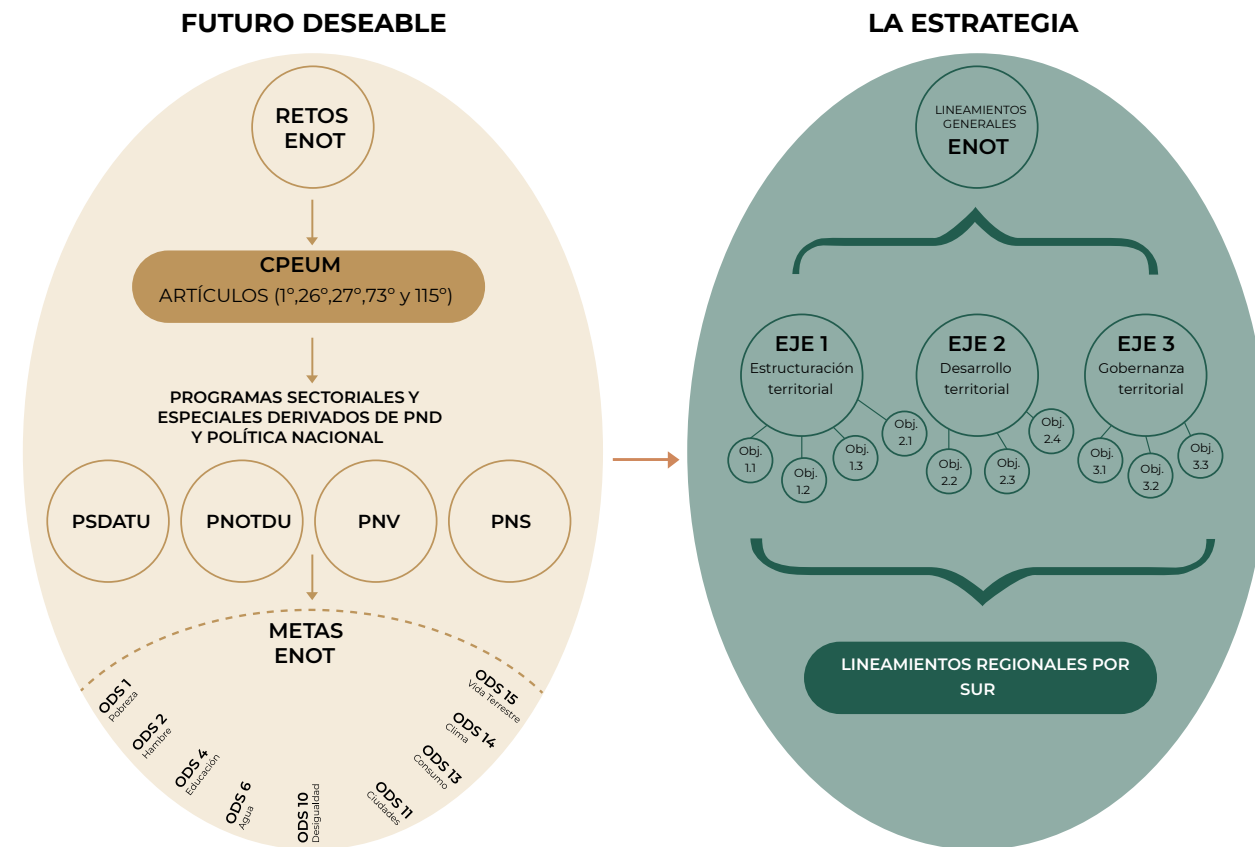 FUTURO DESEABLE
RETOS
ENOT
CPEUM
ARTÍCULOS (1º,26º,27º,73º y 115º)
PROGRAMAS SECTORIALES Y
ESPECIALES DERIVADOS DE PND
Y POLÍTICA NACIONAL
PSDATU
PNOTDU
PNV
PNS
METAS
ENOT
ODS 1
Pobreza
ODS 2
Hambre
ODS 4
Educación
ODS 6
Agua
ODS 10
Desigualdad
ODS 11
Ciudades
ODS 13
Consumo
ODS 14
Clima
ODS 15
Vida Terrestre
LA ESTRATEGIA
LINEAMIENTOS
GENERALES
ENOT
EJE 1
Estructuración
territorial
EJE 2
Desarrollo
territorial
EJE 3
Gobernanza
territorial
Obj.
1.1
Obj.
1.2
Obj.
1.3
Obj.
2.1
Obj.
2.2
Obj.
2.3
Obj.
2.4
Obj.
3.1
Obj.
3.2
Obj.
3.3
LINEAMIENTOS REGIONALES POR
SUR